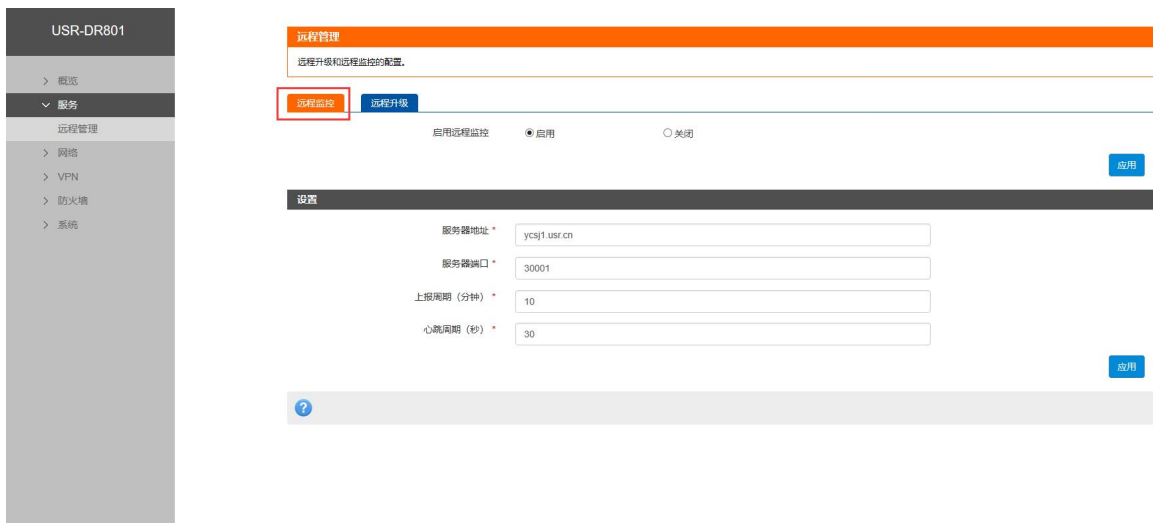 USR-DR801
概览
服务
远程管理
网络
VPN
防火墙
系统
远程管理
远程升级和远程监控的配置。
远程监控 远程升级
启用远程监控 启用 关闭
应用
设置
服务器地址 * ycsj1.usr.cn
服务器端口 * 30001
上报周期（分钟） * 10
心跳周期（秒） * 30
应用